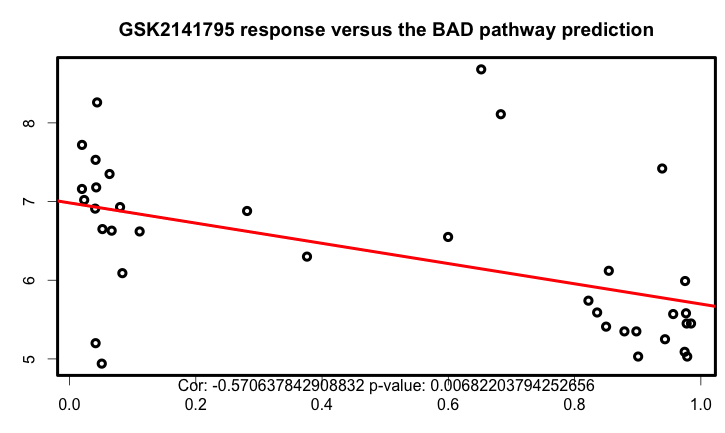 GSK2141795 response versus the BAD pathway prediction
8
7
6
5
Cor: -0.570637842908832 p-value: 0.00682203794252656
0.0 0.2 0.4 0.6 0.8 1.0